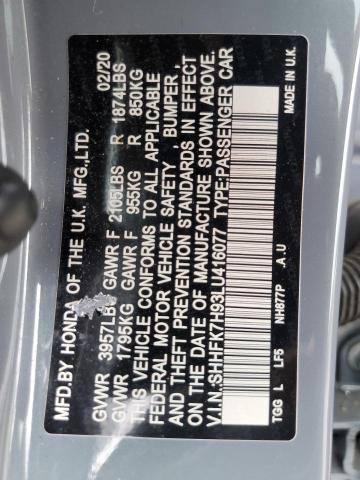 MFD.BY HONDA OF THE U.K. MFG.,LTD. 02/20
GVWR 3957LBS GAWR F 2105LBS R 1874LBS
GVWR 1795KG GAWR F 955KG R 850KG
THIS VEHICLE CONFORMS TO ALL APPLICABLE
FEDERAL MOTOR VEHICLE SAFETY , BUMPER ,
AND THEFT PREVENTION STANDARDS IN EFFECT
ON THE DATE OF MANUFACTURE SHOWN ABOVE.
V.I.N.:SHHFK7H93LU416077 TYPE:PASSENGER CAR
TGG L LF5 NH877P .A .U MADE IN U.K.